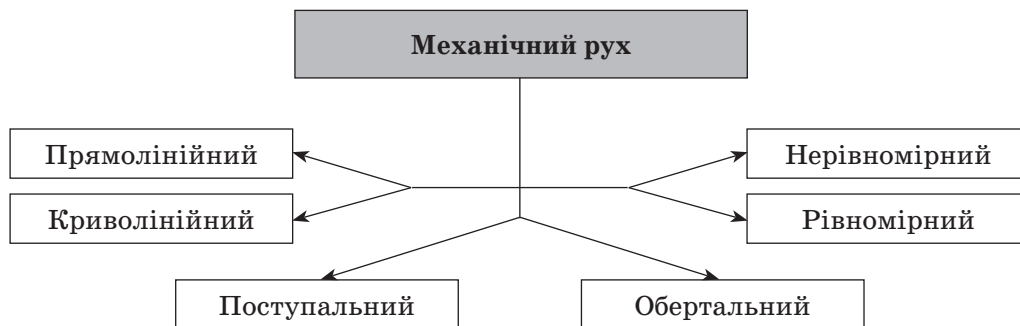 Механічний рух
Прямолінійний
Нерівномірний
Криволінійний
Рівномірний
Поступальний
Обертальний